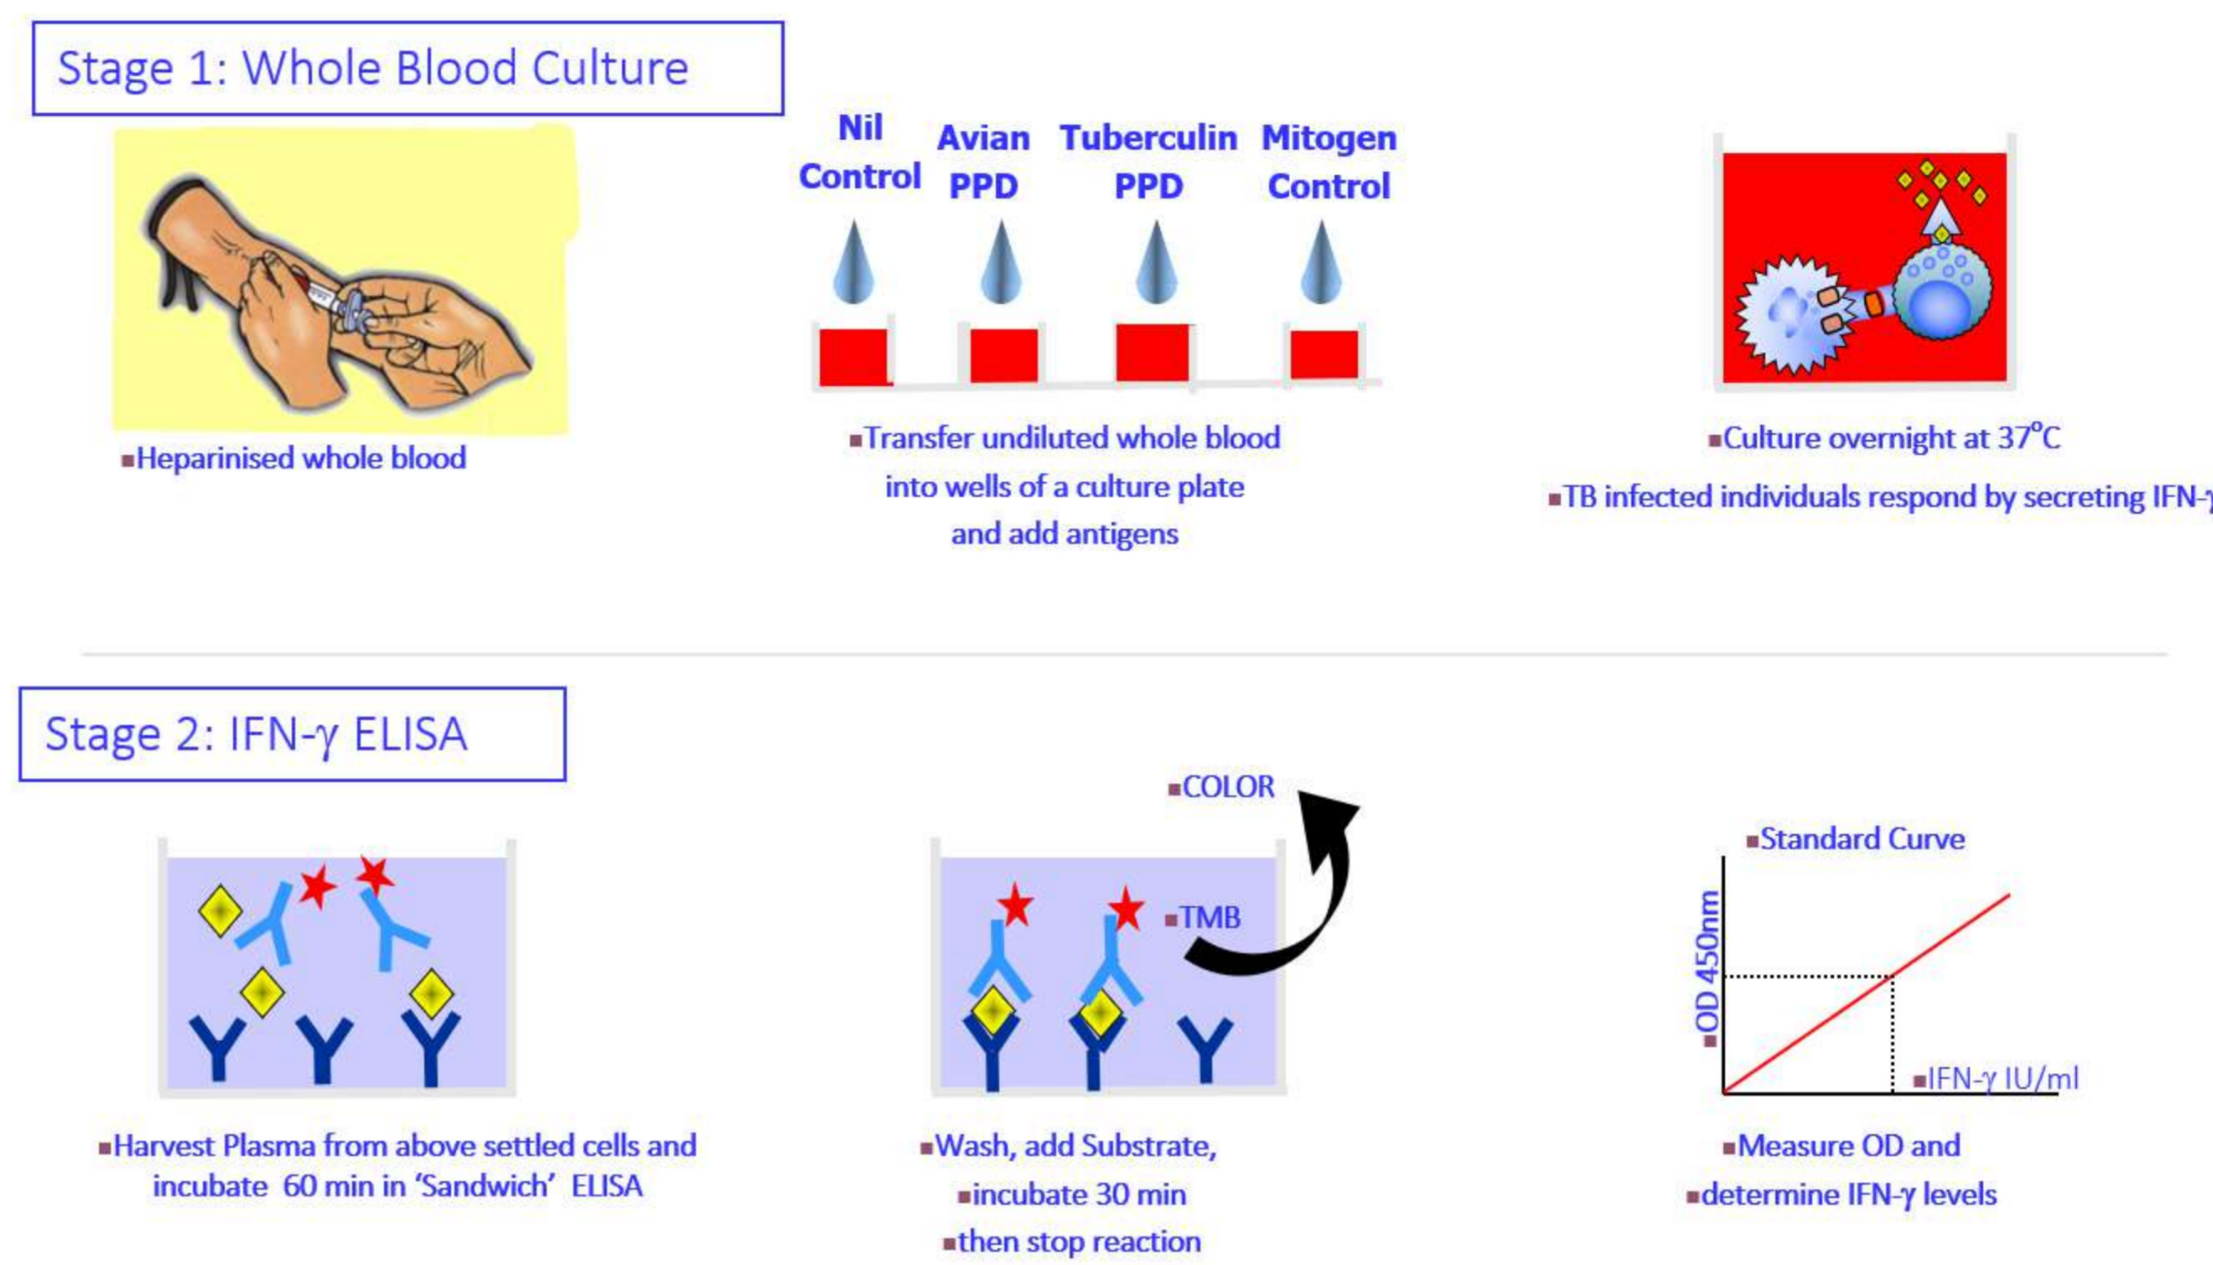 Stage 1: Whole Blood Culture
Nil
Control
Avian
PPD
Tuberculin
PPD
Mitogen
Control
▪Heparinised whole blood
▪Transfer undiluted whole blood
into wells of a culture plate
and add antigens
▪Culture overnight at 37°C
▪TB infected individuals respond by secreting IFN-γ
Stage 2: IFN-γ ELISA
▪COLOR
▪TMB
▪Standard Curve
▪OD 450nm
▪IFN-γ IU/ml
▪Harvest Plasma from above settled cells and
incubate 60 min in ‘Sandwich’ ELISA
▪Wash, add Substrate,
▪incubate 30 min
▪then stop reaction
▪Measure OD and
▪determine IFN-γ levels